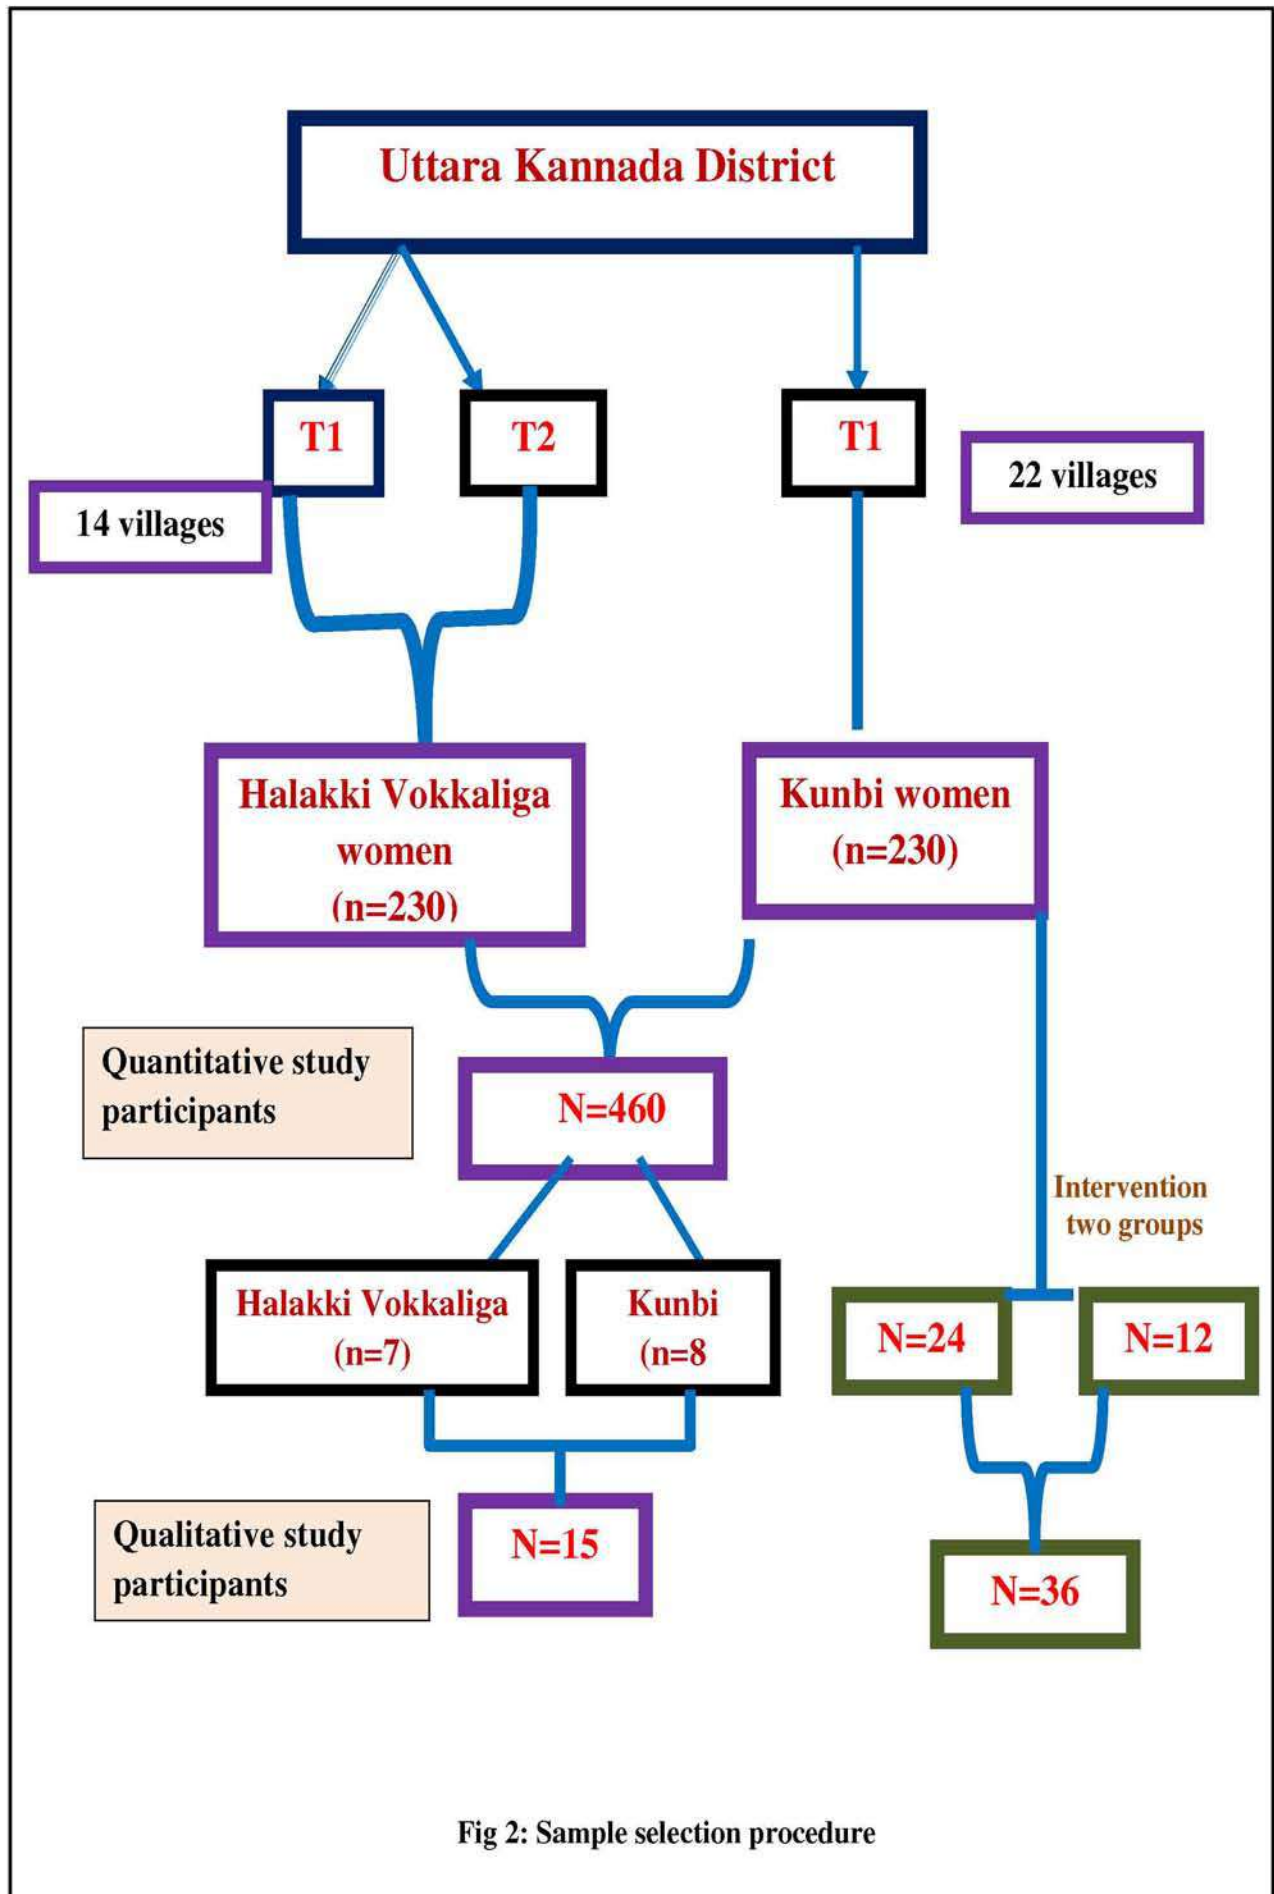 Uttara Kannada District
T1
T2
T1
14 villages
22 villages
Halakki Vokkaliga
women
(n=230)
Kunbi women
(n=230)
Quantitative study
participants
N=460
Intervention
two groups
Halakki Vokkaliga
(n=7)
Kunbi
(n=8
N=24
N=12
Qualitative study
participants
N=15
N=36
Fig 2: Sample selection procedure